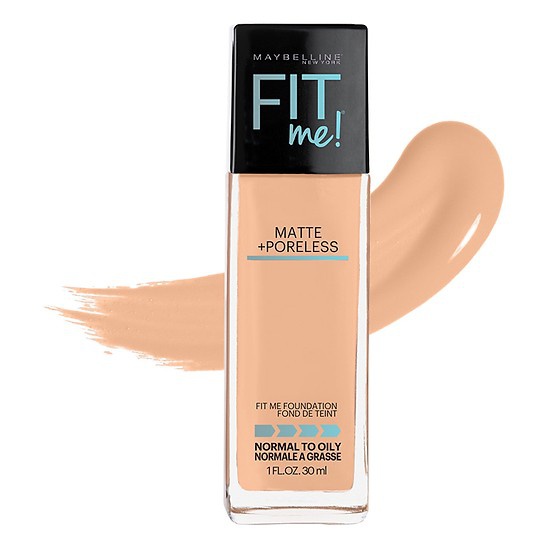 MAYBELLINE
NEW YORK
FIT
me!
MATTE
+PORELESS
FIT ME FOUNDATION
FOND DE TEINT
NORMAL TO OILY
NORMALE A GRASSE
1 FL.OZ. 30 ml